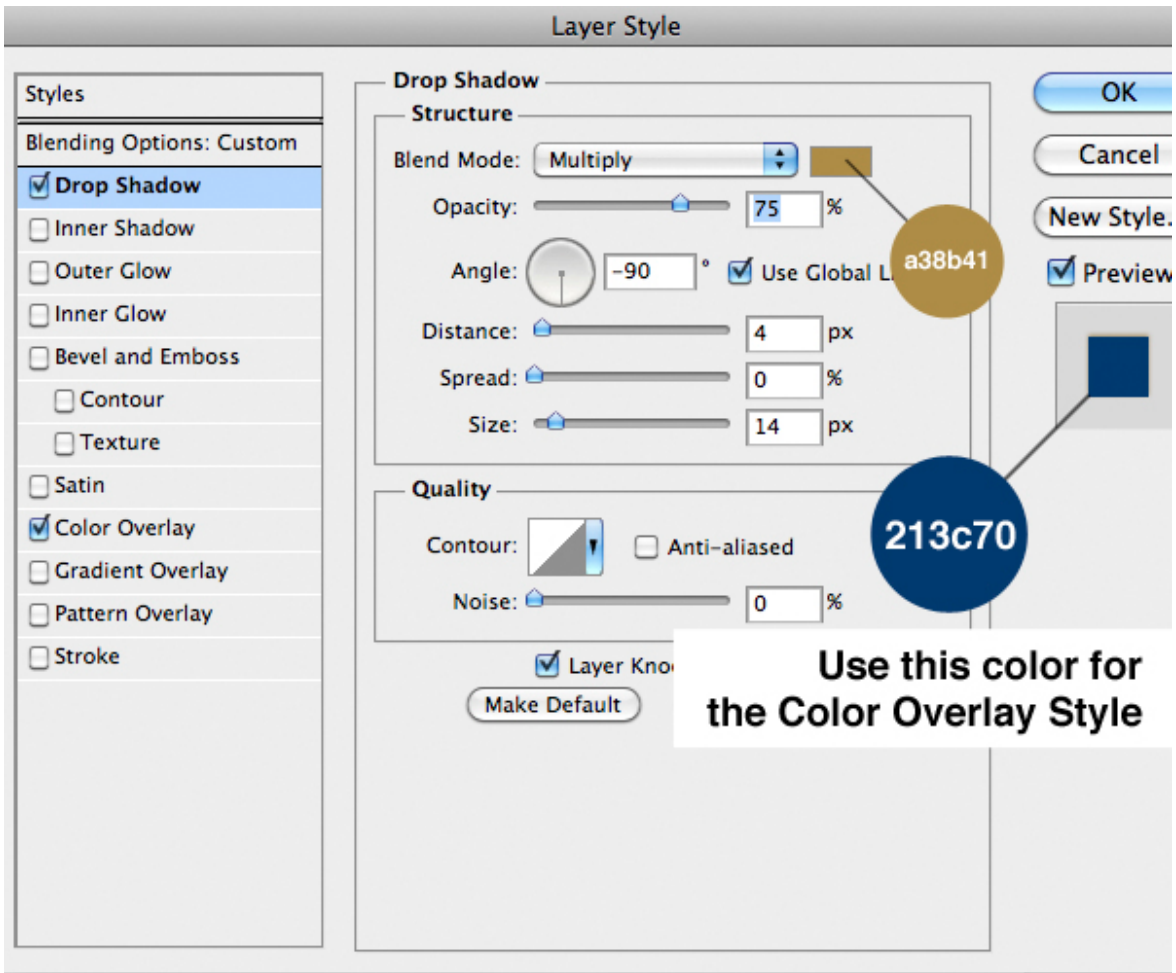 Layer Style
Styles
Blending Options: Custom
Drop Shadow
Inner Shadow
Outer Glow
Inner Glow
Bevel and Emboss
Contour
Texture
Satin
Color Overlay
Gradient Overlay
Pattern Overlay
Stroke
Drop Shadow
Structure
Blend Mode: Multiply
Opacity: 75 %
Angle: -90 ° Use Global L
Distance: 4 px
Spread: 0 %
Size: 14 px
Quality
Contour: Anti-aliased
Noise: 0 %
Layer Kno
Make Default
OK
Cancel
New Style.
Preview
a38b41
213c70
Use this color for
the Color Overlay Style